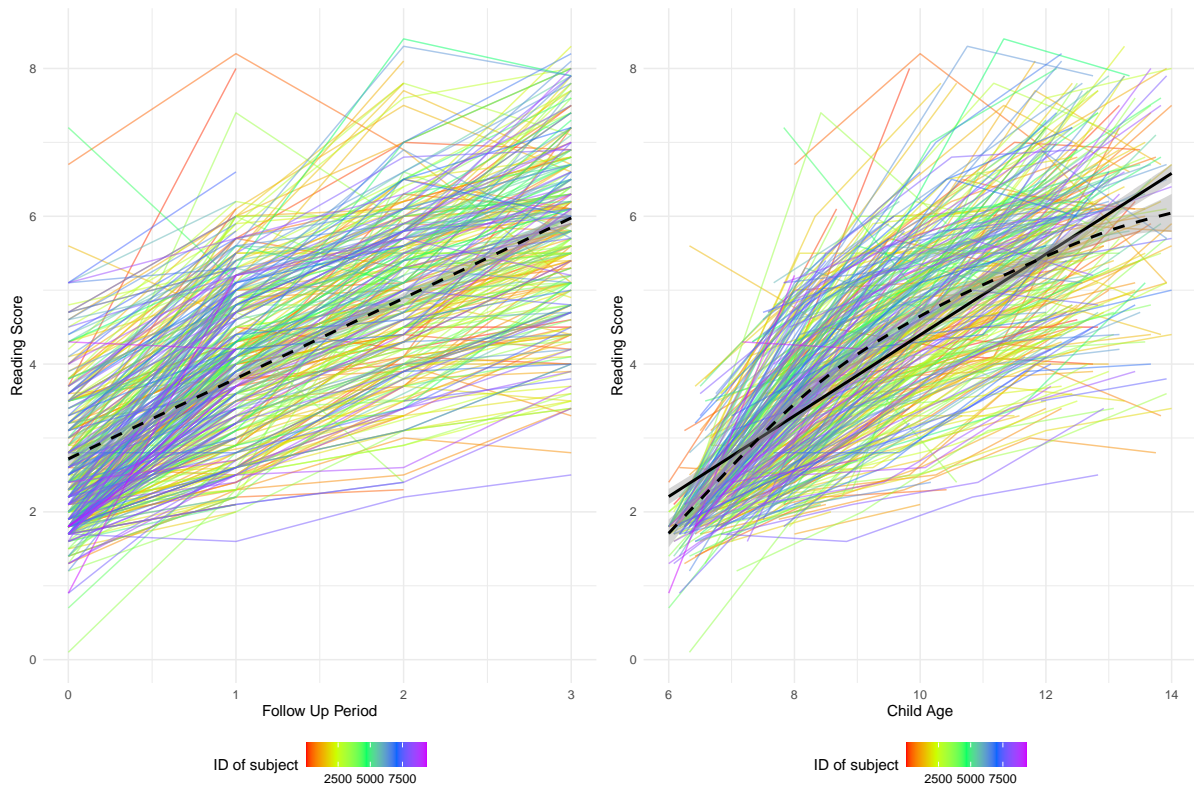 8
6
4
2
0
Reading Score
0 1 2 3
Follow Up Period
ID of subject
2500 5000 7500
8
6
4
2
0
Reading Score
6 8 10 12 14
Child Age
ID of subject
2500 5000 7500